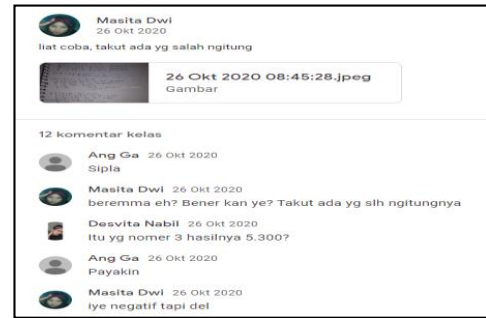 Masita Dwi
26 Okt 2020
liat coba, takut ada yg salah ngitung
26 Okt 2020 08:45:28.jpeg
Gambar
12 komentar kelas
Ang Ga 26 Okt 2020
Sipla
Masita Dwi 26 Okt 2020
beremma eh? Bener kan ye? Takut ada yg slh ngitungnya
Desvita Nabil 26 Okt 2020
Itu yg nomer 3 hasilnya 5.300?
Ang Ga 26 Okt 2020
Payakin
Masita Dwi 26 Okt 2020
iye negatif tapi del